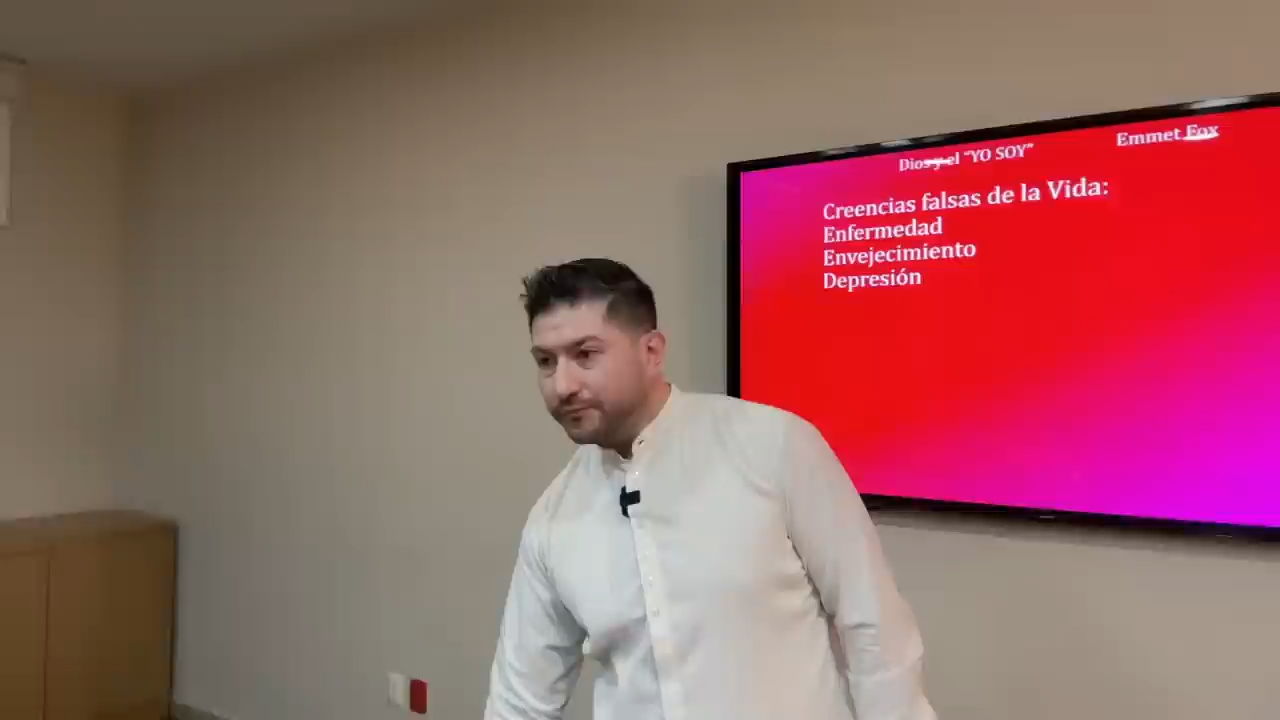 Dios y el "YO SOY"
Emmet Fox
Creencias falsas de la Vida:
Enfermedad
Envejecimiento
Depresión